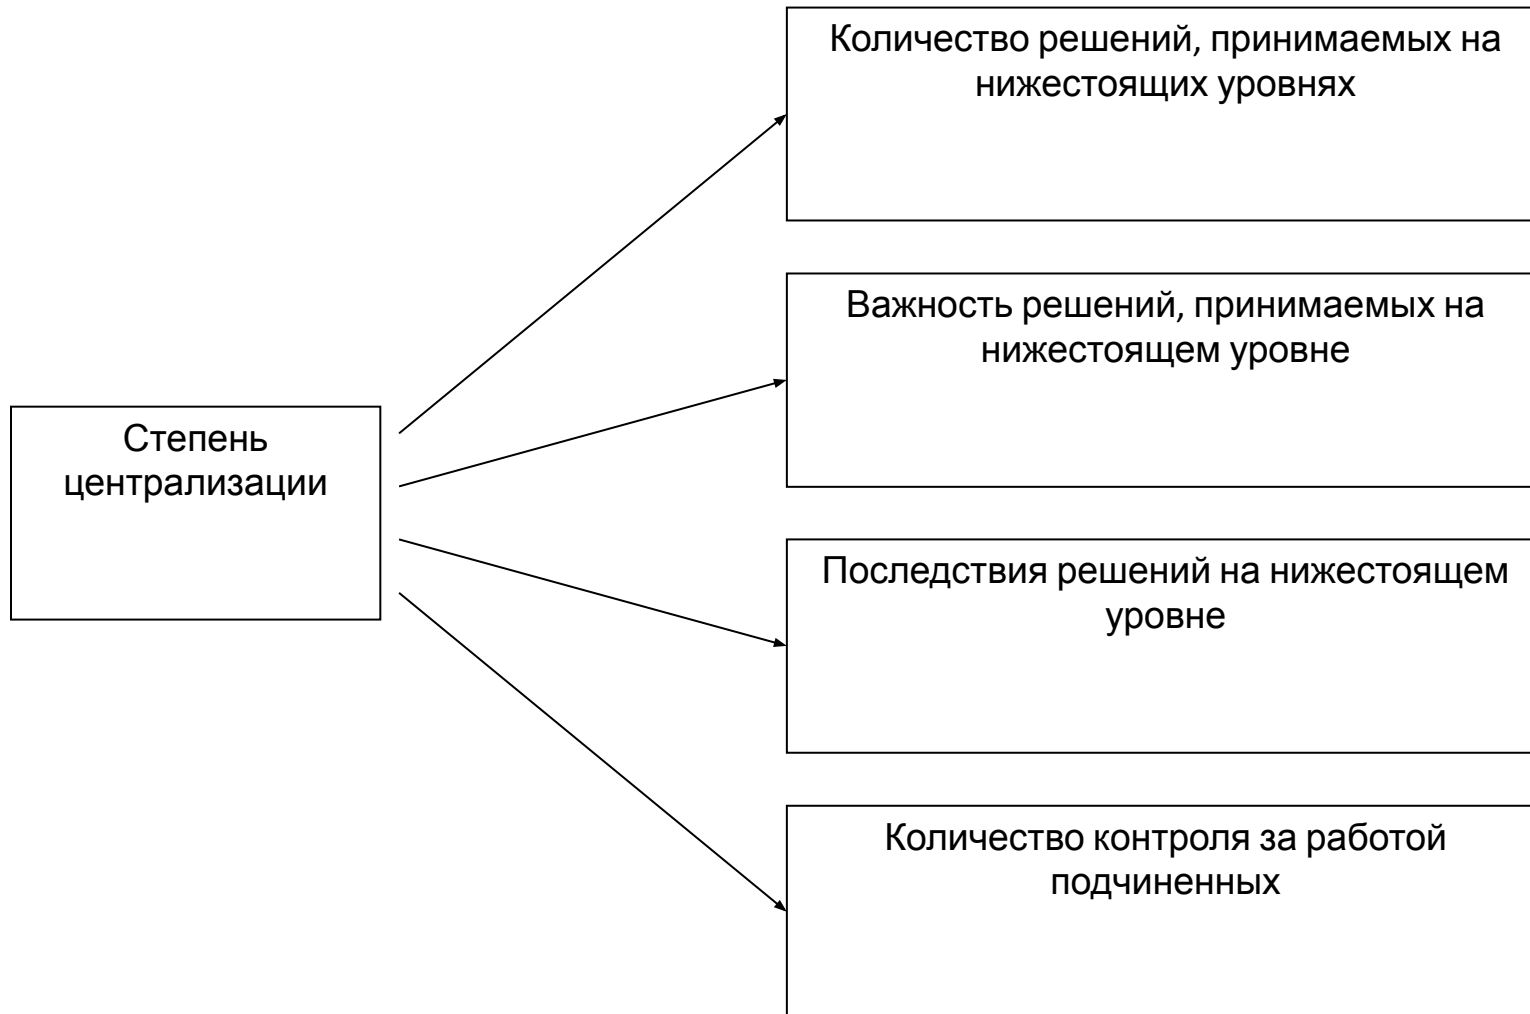 Количество решений, принимаемых на
нижестоящих уровнях
Важность решений, принимаемых на
нижестоящем уровне
Степень
централизации
Последствия решений на нижестоящем
уровне
Количество контроля за работой
подчиненных